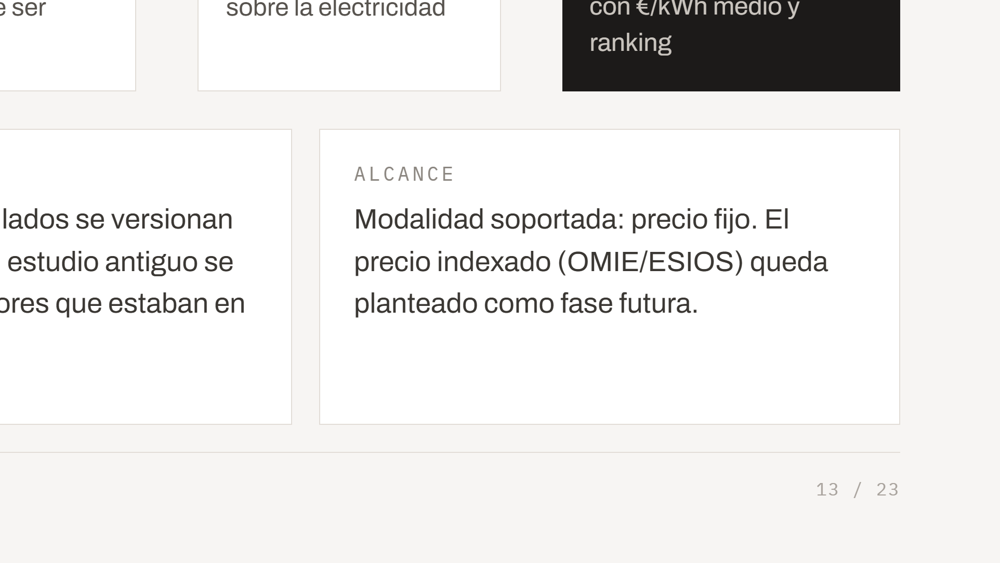 e ser
sobre la electricidad
con €/kWh medio y
ranking
lados se versionan
estudio antiguo se
ores que estaban en
ALCANCE
Modalidad soportada: precio fijo. El
precio indexado (OMIE/ESIOS) queda
planteado como fase futura.
13 / 23